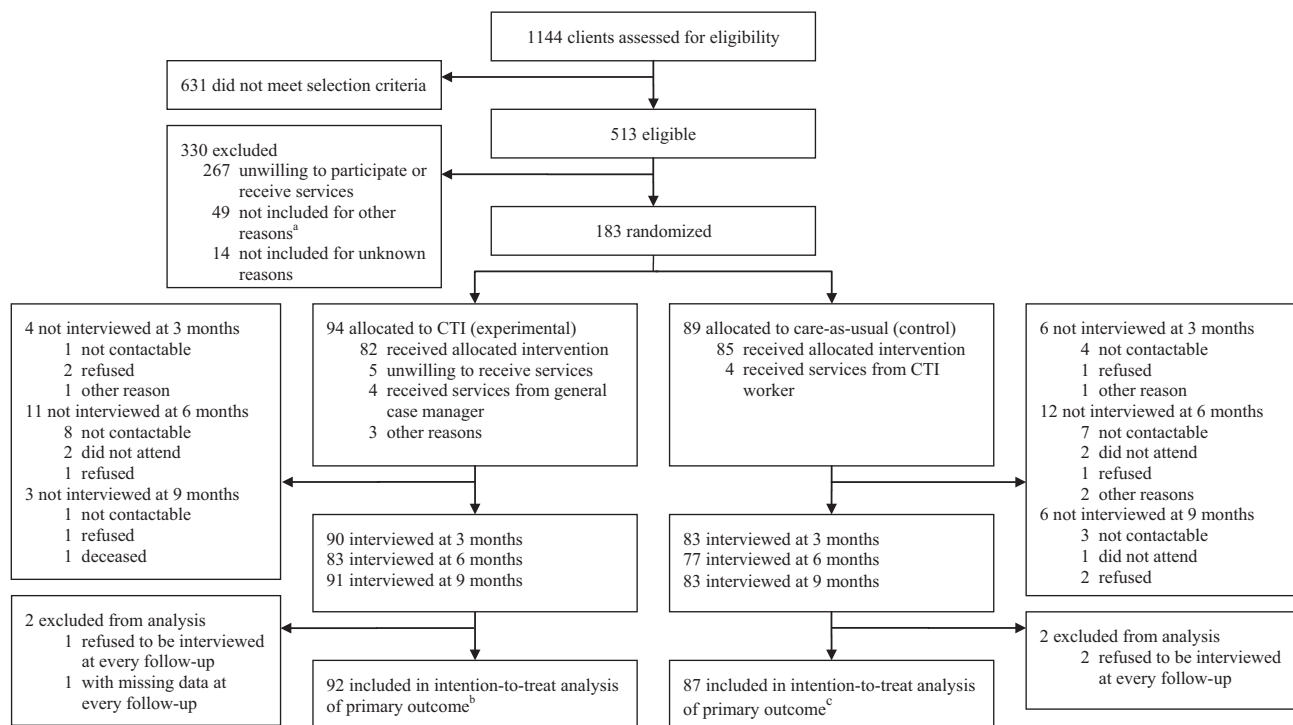 1144 clients assessed for eligibility
631 did not meet selection criteria
513 eligible
330 excluded
267 unwilling to participate or
receive services
49 not included for other
reasonsᵃ
14 not included for unknown
reasons
183 randomized
4 not interviewed at 3 months
1 not contactable
2 refused
1 other reason
11 not interviewed at 6 months
8 not contactable
2 did not attend
1 refused
3 not interviewed at 9 months
1 not contactable
1 refused
1 deceased
94 allocated to CTI (experimental)
82 received allocated intervention
5 unwilling to receive services
4 received services from general
case manager
3 other reasons
89 allocated to care-as-usual (control)
85 received allocated intervention
4 received services from CTI
worker
6 not interviewed at 3 months
4 not contactable
1 refused
1 other reason
12 not interviewed at 6 months
7 not contactable
2 did not attend
1 refused
2 other reasons
6 not interviewed at 9 months
3 not contactable
1 did not attend
2 refused
90 interviewed at 3 months
83 interviewed at 6 months
91 interviewed at 9 months
83 interviewed at 3 months
77 interviewed at 6 months
83 interviewed at 9 months
2 excluded from analysis
1 refused to be interviewed
at every follow-up
1 with missing data at
every follow-up
92 included in intention-to-treat analysis
of primary outcomeᵇ
87 included in intention-to-treat analysis
of primary outcomeᶜ
2 excluded from analysis
2 refused to be interviewed
at every follow-up